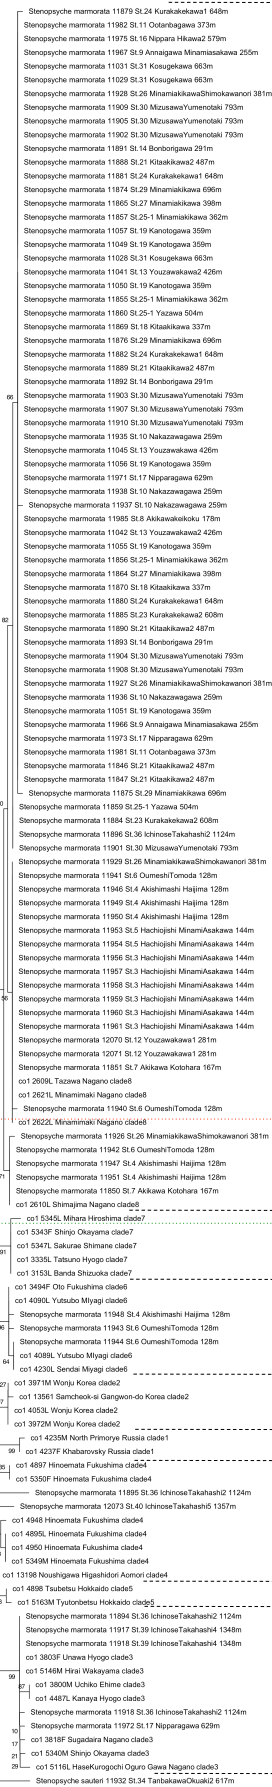 Stenopsyche marmorata 11879 St.24 Kurakakekawa1 648m
Stenopsyche marmorata 11982 St.11 Ootanbagawa 373m
Stenopsyche marmorata 11975 St.16 Nippara Hikawa2 579m
Stenopsyche marmorata 11967 St.9 Annaigawa Minamiasakawa 255m
Stenopsyche marmorata 11031 St.31 Kosugekawa 663m
Stenopsyche marmorata 11029 St.31 Kosugekawa 663m
Stenopsyche marmorata 11928 St.26 MinamiakikawaShimokawanori 381m
Stenopsyche marmorata 11909 St.30 MizusawaYumenotaki 793m
Stenopsyche marmorata 11905 St.30 MizusawaYumenotaki 793m
Stenopsyche marmorata 11902 St.30 MizusawaYumenotaki 793m
Stenopsyche marmorata 11891 St.14 Bonborigawa 291m
Stenopsyche marmorata 11888 St.21 Kitaakikawa2 487m
Stenopsyche marmorata 11881 St.24 Kurakakekawa1 648m
Stenopsyche marmorata 11874 St.29 Minamiakikawa 696m
Stenopsyche marmorata 11865 St.27 Minamiakikawa 398m
Stenopsyche marmorata 11857 St.25-1 Minamiakikawa 362m
Stenopsyche marmorata 11057 St.19 Kanotogawa 359m
Stenopsyche marmorata 11049 St.19 Kanotogawa 359m
Stenopsyche marmorata 11028 St.31 Kosugekawa 663m
Stenopsyche marmorata 11041 St.13 Youzawakawa2 426m
Stenopsyche marmorata 11050 St.19 Kanotogawa 359m
Stenopsyche marmorata 11855 St.25-1 Minamiakikawa 362m
Stenopsyche marmorata 11860 St.25-1 Yazawa 504m
Stenopsyche marmorata 11869 St.18 Kitaakikawa 337m
Stenopsyche marmorata 11876 St.29 Minamiakikawa 696m
Stenopsyche marmorata 11882 St.24 Kurakakekawa1 648m
Stenopsyche marmorata 11889 St.21 Kitaakikawa2 487m
Stenopsyche marmorata 11892 St.14 Bonborigawa 291m
66
Stenopsyche marmorata 11903 St.30 MizusawaYumenotaki 793m
Stenopsyche marmorata 11907 St.30 MizusawaYumenotaki 793m
Stenopsyche marmorata 11910 St.30 MizusawaYumenotaki 793m
Stenopsyche marmorata 11935 St.10 Nakazawagawa 259m
Stenopsyche marmorata 11045 St.13 Youzawakawa 426m
Stenopsyche marmorata 11056 St.19 Kanotogawa 359m
Stenopsyche marmorata 11971 St.17 Nipparagawa 629m
Stenopsyche marmorata 11938 St.10 Nakazawagawa 259m
Stenopsyche marmorata 11937 St.10 Nakazawagawa 259m
Stenopsyche marmorata 11985 St.8 Akikawakeikoku 178m
Stenopsyche marmorata 11042 St.13 Youzawakawa2 426m
Stenopsyche marmorata 11055 St.19 Kanotogawa 359m
Stenopsyche marmorata 11856 St.25-1 Minamiakikawa 362m
Stenopsyche marmorata 11864 St.27 Minamiakikawa 398m
Stenopsyche marmorata 11870 St.18 Kitaakikawa 337m
Stenopsyche marmorata 11880 St.24 Kurakakekawa1 648m
Stenopsyche marmorata 11885 St.23 Kurakakekawa2 608m
82
Stenopsyche marmorata 11890 St.21 Kitaakikawa2 487m
Stenopsyche marmorata 11893 St.14 Bonborigawa 291m
Stenopsyche marmorata 11904 St.30 MizusawaYumenotaki 793m
Stenopsyche marmorata 11908 St.30 MizusawaYumenotaki 793m
Stenopsyche marmorata 11927 St.26 MinamiakikawaShimokawanori 381m
Stenopsyche marmorata 11936 St.10 Nakazawagawa 259m
Stenopsyche marmorata 11051 St.19 Kanotogawa 359m
Stenopsyche marmorata 11966 St.9 Annaigawa Minamiasakawa 255m
Stenopsyche marmorata 11973 St.17 Nipparagawa 629m
Stenopsyche marmorata 11981 St.11 Ootanbagawa 373m
Stenopsyche marmorata 11846 St.21 Kitaakikawa2 487m
Stenopsyche marmorata 11847 St.21 Kitaakikawa2 487m
Stenopsyche marmorata 11875 St.29 Minamiakikawa 696m
0
Stenopsyche marmorata 11859 St.25-1 Yazawa 504m
Stenopsyche marmorata 11884 St.23 Kurakakekawa2 608m
Stenopsyche marmorata 11896 St.36 IchinoseTakahashi2 1124m
Stenopsyche marmorata 11901 St.30 MizusawaYumenotaki 793m
Stenopsyche marmorata 11929 St.26 MinamiakikawaShimokawanori 381m
Stenopsyche marmorata 11941 St.6 OumeshiTomoda 128m
Stenopsyche marmorata 11946 St.4 Akishimashi Haijima 128m
Stenopsyche marmorata 11949 St.4 Akishimashi Haijima 128m
Stenopsyche marmorata 11950 St.4 Akishimashi Haijima 128m
Stenopsyche marmorata 11953 St.5 Hachiojishi MinamiAsakawa 144m
Stenopsyche marmorata 11954 St.5 Hachiojishi MinamiAsakawa 144m
Stenopsyche marmorata 11956 St.3 Hachiojishi MinamiAsakawa 144m
Stenopsyche marmorata 11957 St.3 Hachiojishi MinamiAsakawa 144m
Stenopsyche marmorata 11958 St.3 Hachiojishi MinamiAsakawa 144m
56
Stenopsyche marmorata 11959 St.3 Hachiojishi MinamiAsakawa 144m
Stenopsyche marmorata 11960 St.3 Hachiojishi MinamiAsakawa 144m
Stenopsyche marmorata 11961 St.3 Hachiojishi MinamiAsakawa 144m
Stenopsyche marmorata 12070 St.12 Youzawakawa1 281m
Stenopsyche marmorata 12071 St.12 Youzawakawa1 281m
Stenopsyche marmorata 11851 St.7 Akikawa Kotohara 167m
co1 2609L Tazawa Nagano clade8
co1 2621L Minamimaki Nagano clade8
Stenopsyche marmorata 11940 St.6 OumeshiTomoda 128m
co1 2622L Minamimaki Nagano clade8
Stenopsyche marmorata 11926 St.26 MinamiakikawaShimokawanori 381m
Stenopsyche marmorata 11942 St.6 OumeshiTomoda 128m
Stenopsyche marmorata 11947 St.4 Akishimashi Haijima 128m
71
Stenopsyche marmorata 11951 St.4 Akishimashi Haijima 128m
Stenopsyche marmorata 11850 St.7 Akikawa Kotohara 167m
co1 2610L Shimajima Nagano clade8
co1 5345L Mihara Hiroshima clade7
co1 5343F Shinjo Okayama clade7
91
co1 5347L Sakurae Shimane clade7
co1 3335L Tatsuno Hyogo clade7
co1 3153L Banda Shizuoka clade7
co1 3494F Oto Fukushima clade6
co1 4090L Yutsubo MIyagi clade6
Stenopsyche marmorata 11948 St.4 Akishimashi Haijima 128m
Stenopsyche marmorata 11943 St.6 OumeshiTomoda 128m
Stenopsyche marmorata 11944 St.6 OumeshiTomoda 128m
co1 4089L Yutsubo MIyagi clade6
64
co1 4230L Sendai Miyagi clade6
27
co1 3971M Wonju Korea clade2
co1 13561 Samcheok-si Gangwon-do Korea clade2
co1 4053L Wonju Korea clade2
co1 3972M Wonju Korea clade2
co1 4235M North Primorye Russia clade1
99
co1 4237F Khabarovsky Russia clade1
co1 4897 Hinoemata Fukushima clade4
co1 5350F Hinoemata Fukushima clade4
Stenopsyche marmorata 11895 St.36 IchinoseTakahashi2 1124m
Stenopsyche marmorata 12073 St.40 IchinoseTakahashi5 1357m
co1 4948 Hinoemata Fukushima clade4
co1 4895L Hinoemata Fukushima clade4
co1 4950 Hinoemata Fukushima clade4
co1 5349M Hinoemata Fukushima clade4
co1 13198 Noushigawa Higashidori Aomori clade4
co1 4898 Tsubetsu Hokkaido clade5
co1 5163M Tyutonbetsu Hokkaido clade5
Stenopsyche marmorata 11894 St.36 IchinoseTakahashi2 1124m
Stenopsyche marmorata 11917 St.39 IchinoseTakahashi4 1348m
Stenopsyche marmorata 11918 St.39 IchinoseTakahashi4 1348m
co1 3803F Unawa Hyogo clade3
co1 5146M Hirai Wakayama clade3
99
87
co1 3800M Uchiko Ehime clade3
co1 4487L Kanaya Hyogo clade3
Stenopsyche marmorata 11918 St.36 IchinoseTakahashi2 1124m
10
Stenopsyche marmorata 11972 St.17 Nipparagawa 629m
17
co1 3818F Sugadaira Nagano clade3
21
co1 5340M Shinjo Okayama clade3
29
co1 5116L HaseKurogochi Oguro Gawa Nagano clade3
Stenopsyche sauteri 11932 St.34 TanbakawaOkuaki2 617m